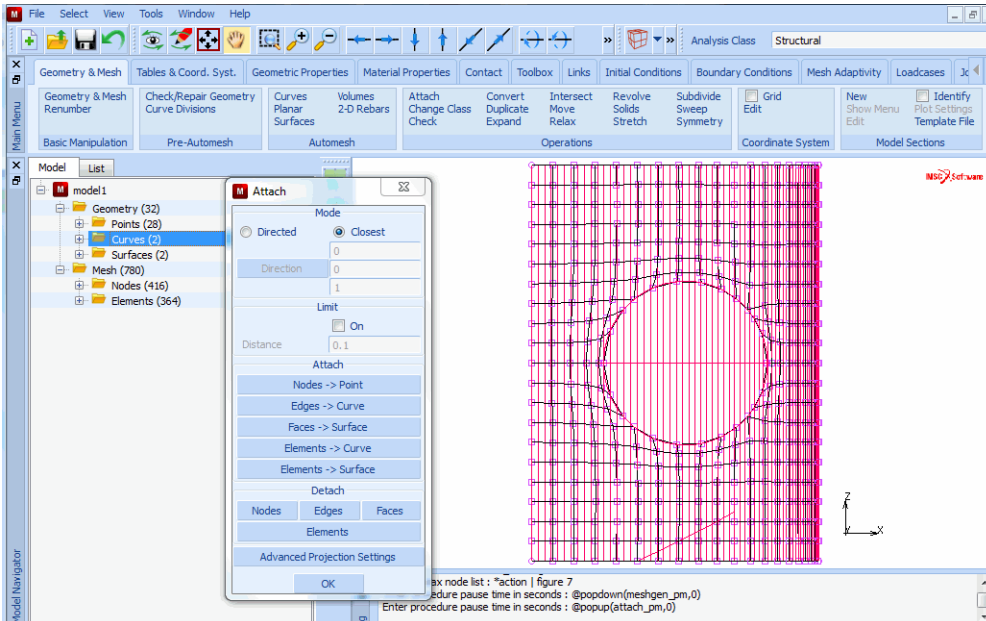 File Select View Tools Window Help
» » Analysis Class Structural
Geometry & Mesh Tables & Coord. Syst. Geometric Properties Material Properties Contact Toolbox Links Initial Conditions Boundary Conditions Mesh Adaptivity Loadcases
Geometry & Mesh Check/Repair Geometry Curves Volumes Attach Convert Intersect Revolve Subdivide Grid New Identify
Renumber Curve Divisions Planar 2-D Rebars Change Class Duplicate Move Solids Sweep Edit Show Menu Plot Settings
Surfaces Check Expand Relax Stretch Symmetry Edit Template File
Basic Manipulation Pre-Automesh Automesh Operations Coordinate System Model Sections
Main Menu
Model List
model1
Geometry (32)
Points (28)
Curves (2)
Surfaces (2)
Mesh (780)
Nodes (416)
Elements (364)
Model Navigator
Attach
Mode
Directed Closest
0
Direction 0
1
Limit
On
Distance 0.1
Attach
Nodes -> Point
Edges -> Curve
Faces -> Surface
Elements -> Curve
Elements -> Surface
Detach
Nodes Edges Faces
Elements
Advanced Projection Settings
OK
MSC Software
Z
X
ax node list : *action | figure 7
edure pause time in seconds : @popdown(meshgen_pm,0)
Enter procedure pause time in seconds : @popup(attach_pm,0)